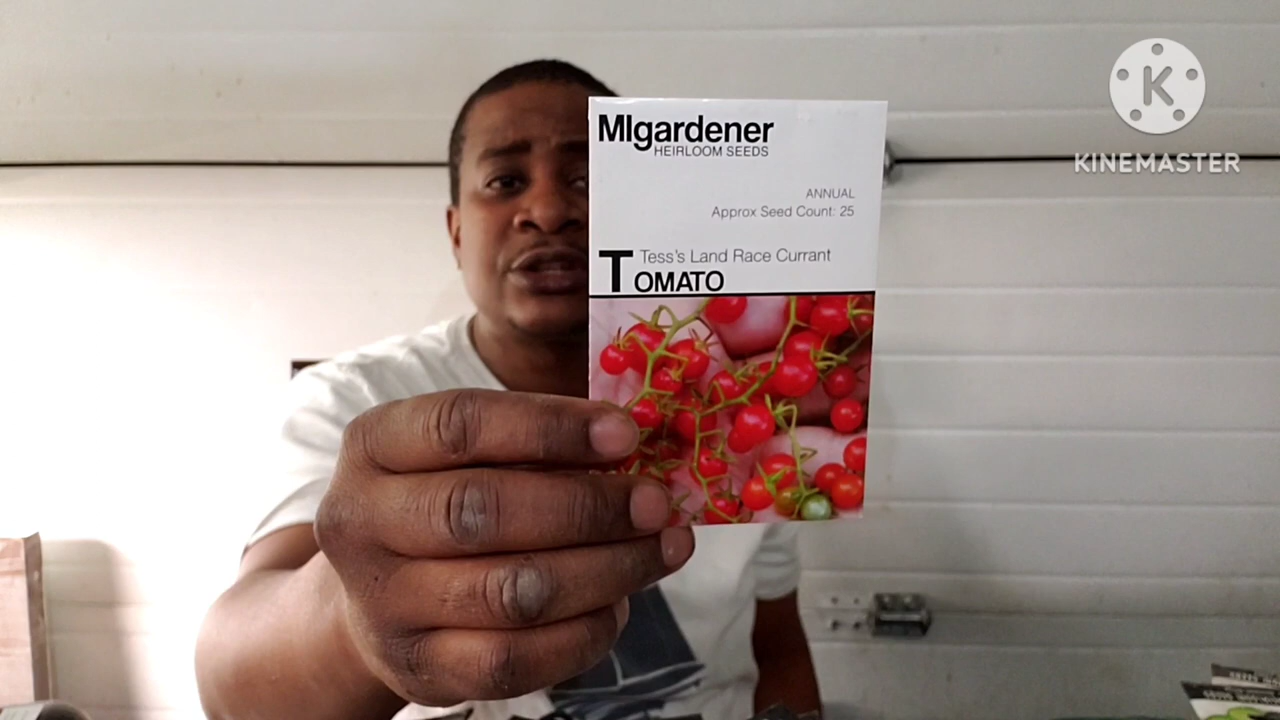 MIgardener
HEIRLOOM SEEDS
ANNUAL
Approx Seed Count: 25
Tess's Land Race Currant
TOMATO
K
KINEMASTER